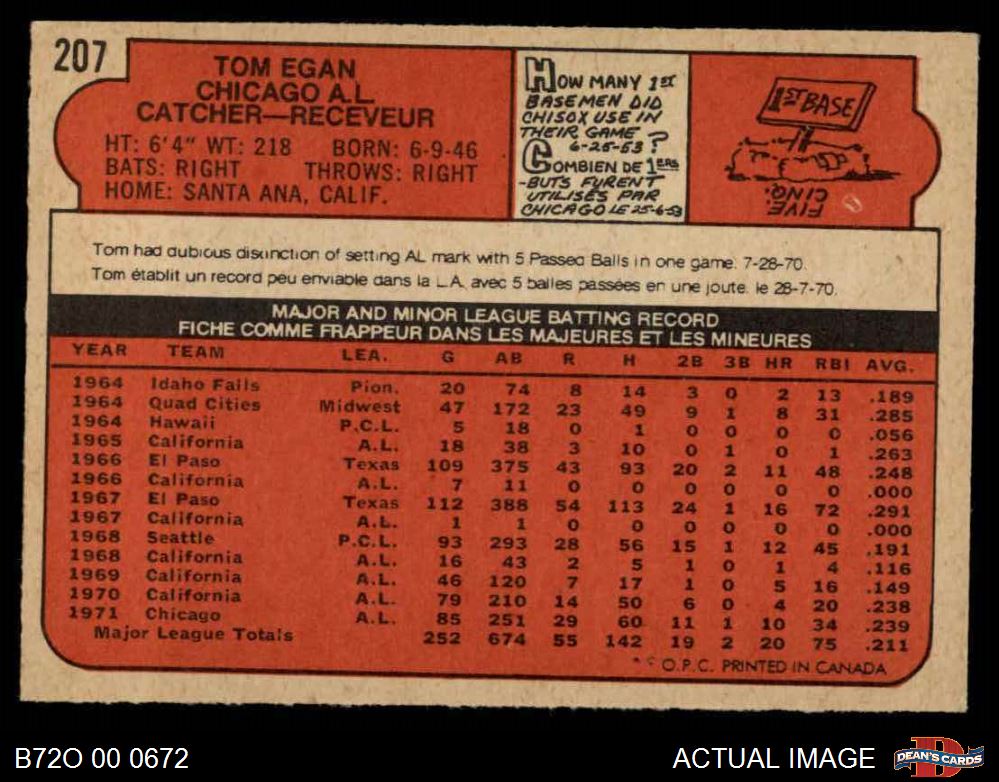 207
TOM EGAN
CHICAGO A.L.
CATCHER—RECEVEUR
HT: 6'4" WT: 218 BORN: 6-9-46
BATS: RIGHT THROWS: RIGHT
HOME: SANTA ANA, CALIF.
HOW MANY 1ST
BASEMEN DID
CHISOX USE IN
THEIR GAME
6-25-53?
COMBIEN DE 1ERS
-BUTS FURENT
UTILISÉS PAR
CHICAGO LE 25-6-53
1ST BASE
FIVE.
CINQ.
Tom had dubious distinction of setting AL mark with 5 Passed Balls in one game. 7-28-70.
Tom établit un record peu enviable dans la L.A. avec 5 balles passées en une joute. le 28-7-70.
MAJOR AND MINOR LEAGUE BATTING RECORD
FICHE COMME FRAPPEUR DANS LES MAJEURES ET LES MINEURES
YEAR TEAM LEA. G AB R H 2B 3B HR RBI AVG.
1964 Idaho Falls Pion. 20 74 8 14 3 0 2 13 .189
1964 Quad Cities Midwest 47 172 23 49 9 1 8 31 .285
1964 Hawaii P.C.L. 5 18 0 1 0 0 0 0 .056
1965 California A.L. 18 38 3 10 0 1 0 1 .263
1966 El Paso Texas 109 375 43 93 20 2 11 48 .248
1966 California A.L. 7 11 0 0 0 0 0 0 .000
1967 El Paso Texas 112 388 54 113 24 1 16 72 .291
1967 California A.L. 1 1 0 0 0 0 0 0 .000
1968 Seattle P.C.L. 93 293 28 56 15 1 12 45 .191
1968 California A.L. 16 43 2 5 1 0 1 4 .116
1969 California A.L. 46 120 7 17 1 0 5 16 .149
1970 California A.L. 79 210 14 50 6 0 4 20 .238
1971 Chicago A.L. 85 251 29 60 11 1 10 34 .239
Major League Totals 252 674 55 142 19 2 20 75 .211
* © O.P.C. PRINTED IN CANADA
B72O 00 0672
ACTUAL IMAGE
D
DEAN'S CARDS